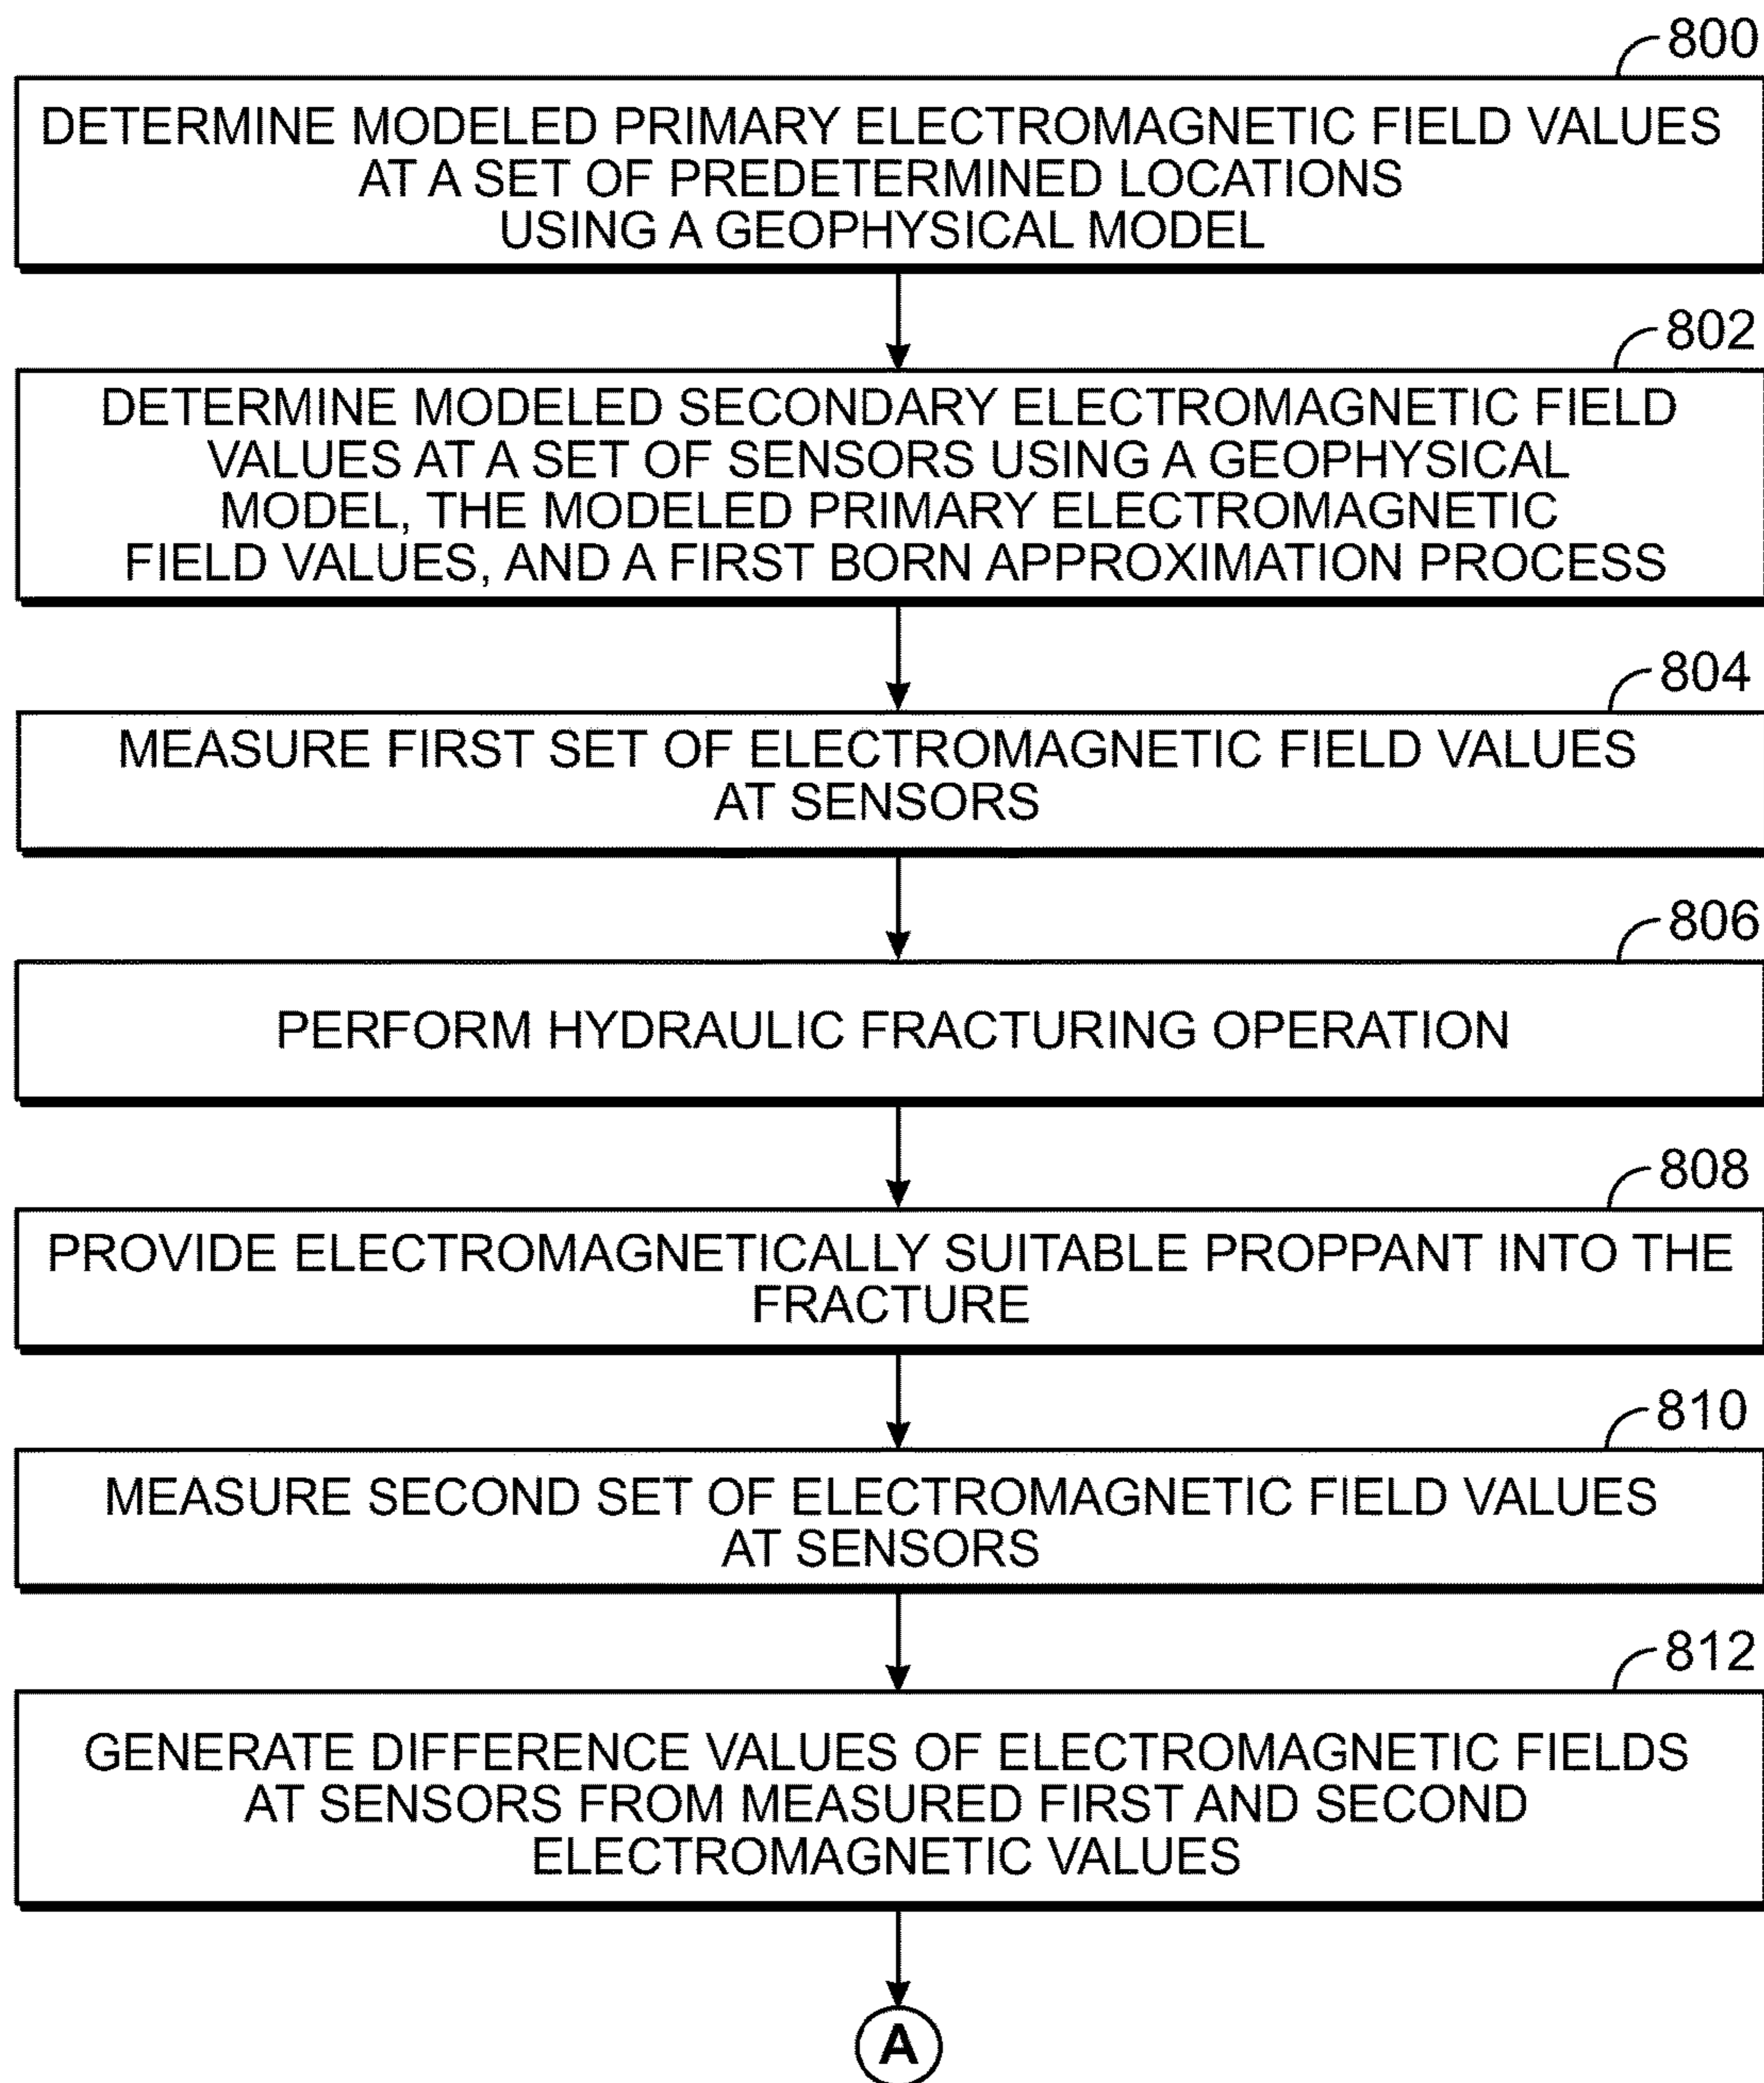 800
DETERMINE MODELED PRIMARY ELECTROMAGNETIC FIELD VALUES
AT A SET OF PREDETERMINED LOCATIONS
USING A GEOPHYSICAL MODEL
802
DETERMINE MODELED SECONDARY ELECTROMAGNETIC FIELD
VALUES AT A SET OF SENSORS USING A GEOPHYSICAL
MODEL, THE MODELED PRIMARY ELECTROMAGNETIC
FIELD VALUES, AND A FIRST BORN APPROXIMATION PROCESS
804
MEASURE FIRST SET OF ELECTROMAGNETIC FIELD VALUES
AT SENSORS
806
PERFORM HYDRAULIC FRACTURING OPERATION
808
PROVIDE ELECTROMAGNETICALLY SUITABLE PROPPANT INTO THE
FRACTURE
810
MEASURE SECOND SET OF ELECTROMAGNETIC FIELD VALUES
AT SENSORS
812
GENERATE DIFFERENCE VALUES OF ELECTROMAGNETIC FIELDS
AT SENSORS FROM MEASURED FIRST AND SECOND
ELECTROMAGNETIC VALUES
A